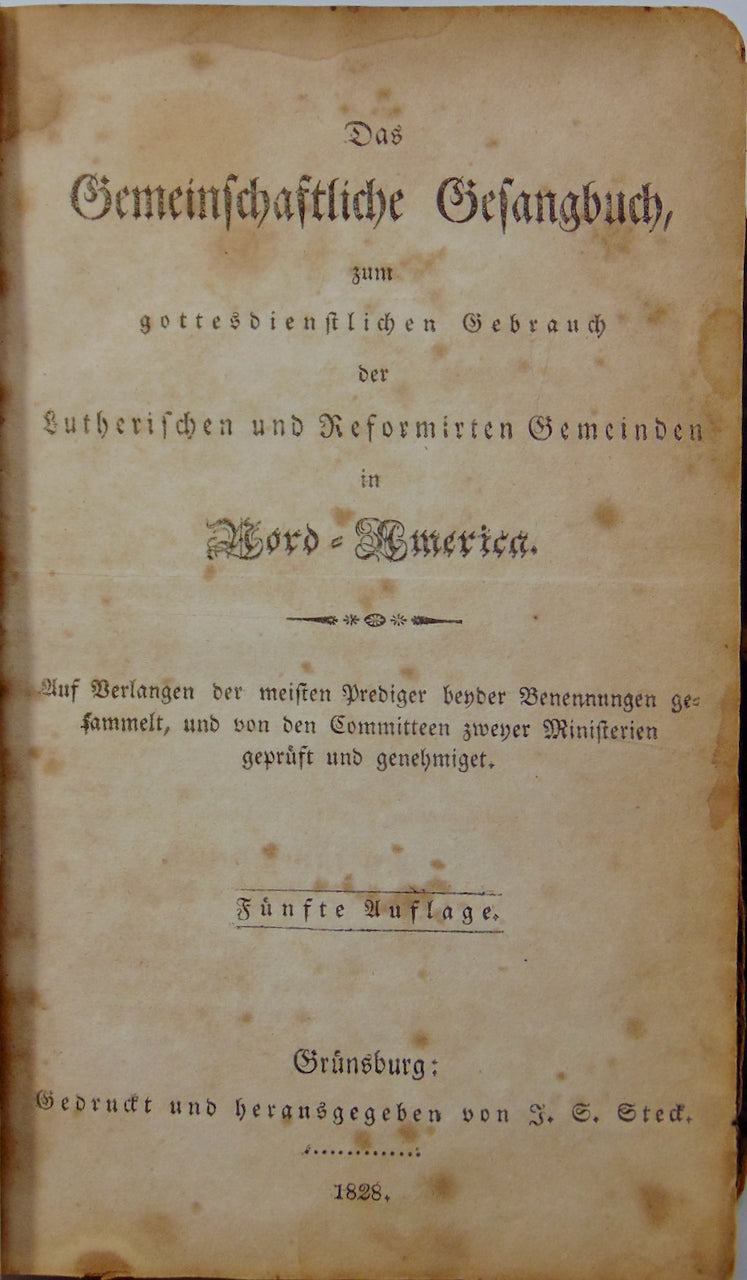 Das
Gemeinschaftliche Gesangbuch,
zum
gottesdienstlichen Gebrauch
der
Lutherischen und Reformirten Gemeinden
in
Nord-America.
Auf Verlangen der meisten Prediger beyder Benennungen ge-
sammelt, und von den Committeen zweyer Ministerien
geprüft und genehmiget.
Fünfte Auflage.
Grünsburg:
Gedruckt und herausgegeben von J. S. Steck.
1828.